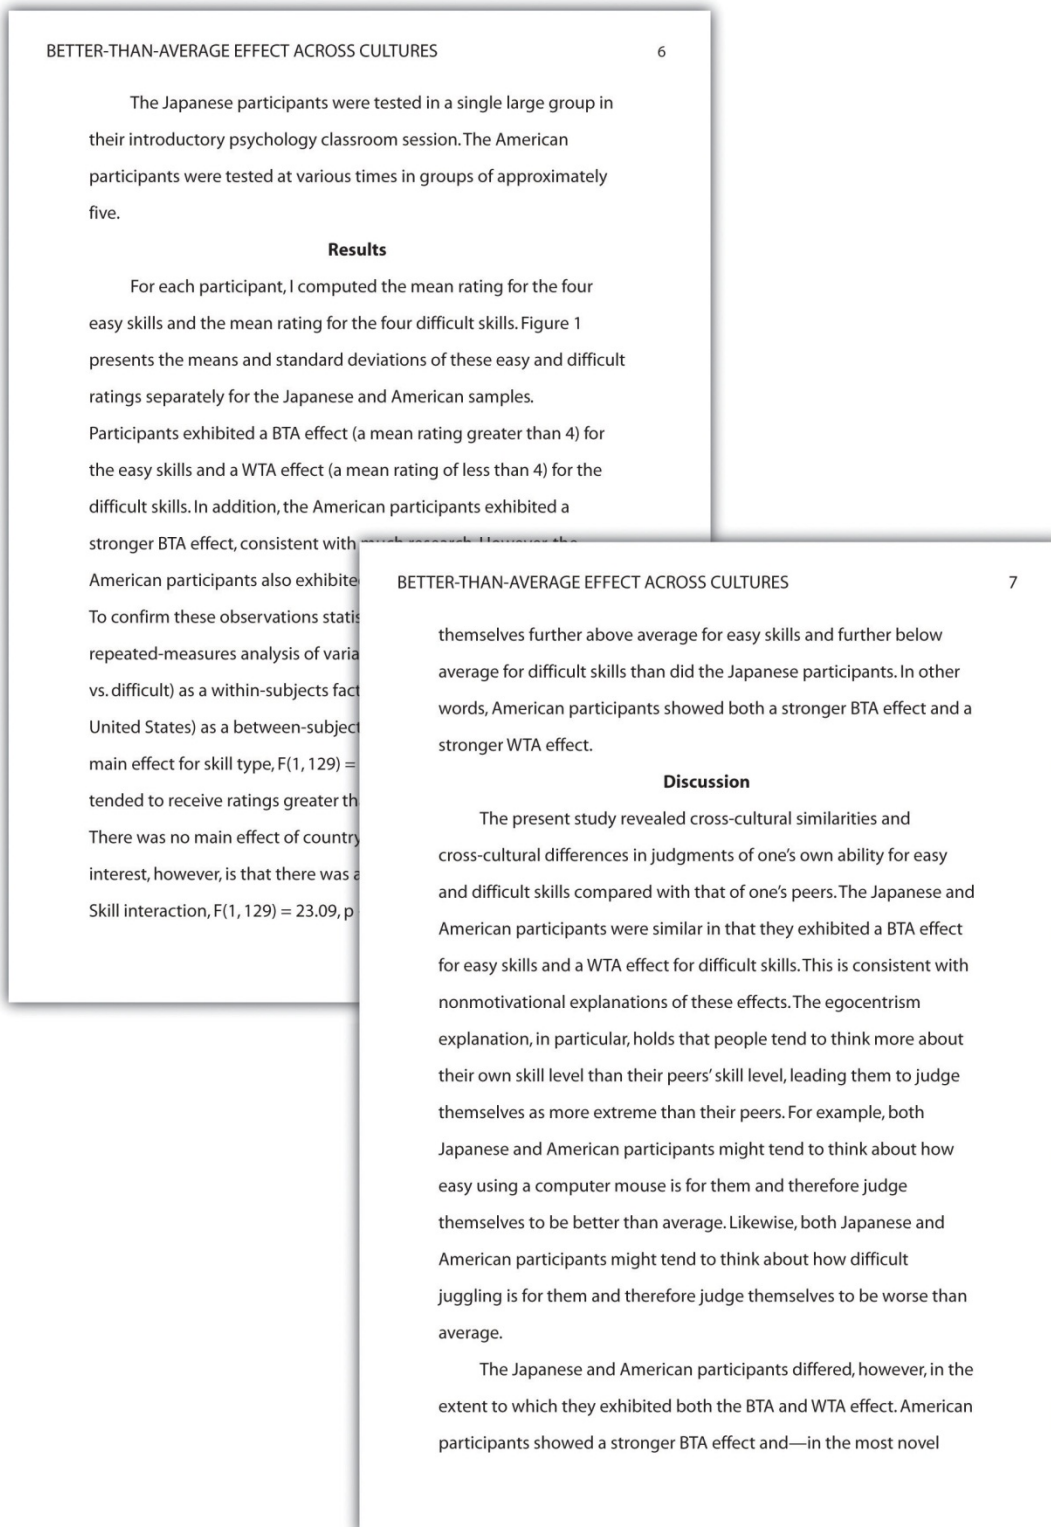 BETTER-THAN-AVERAGE EFFECT ACROSS CULTURES 6
The Japanese participants were tested in a single large group in
their introductory psychology classroom session. The American
participants were tested at various times in groups of approximately
five.
Results
For each participant, I computed the mean rating for the four
easy skills and the mean rating for the four difficult skills. Figure 1
presents the means and standard deviations of these easy and difficult
ratings separately for the Japanese and American samples.
Participants exhibited a BTA effect (a mean rating greater than 4) for
the easy skills and a WTA effect (a mean rating of less than 4) for the
difficult skills. In addition, the American participants exhibited a
stronger BTA effect, consistent with much research. However, the
American participants also exhibite
To confirm these observations statis
repeated-measures analysis of varia
vs. difficult) as a within-subjects fact
United States) as a between-subject
main effect for skill type, F(1, 129) =
tended to receive ratings greater th
There was no main effect of country
interest, however, is that there was a
Skill interaction, F(1, 129) = 23.09, p
BETTER-THAN-AVERAGE EFFECT ACROSS CULTURES 7
themselves further above average for easy skills and further below
average for difficult skills than did the Japanese participants. In other
words, American participants showed both a stronger BTA effect and a
stronger WTA effect.
Discussion
The present study revealed cross-cultural similarities and
cross-cultural differences in judgments of one's own ability for easy
and difficult skills compared with that of one's peers. The Japanese and
American participants were similar in that they exhibited a BTA effect
for easy skills and a WTA effect for difficult skills. This is consistent with
nonmotivational explanations of these effects. The egocentrism
explanation, in particular, holds that people tend to think more about
their own skill level than their peers' skill level, leading them to judge
themselves as more extreme than their peers. For example, both
Japanese and American participants might tend to think about how
easy using a computer mouse is for them and therefore judge
themselves to be better than average. Likewise, both Japanese and
American participants might tend to think about how difficult
juggling is for them and therefore judge themselves to be worse than
average.
The Japanese and American participants differed, however, in the
extent to which they exhibited both the BTA and WTA effect. American
participants showed a stronger BTA effect and—in the most novel